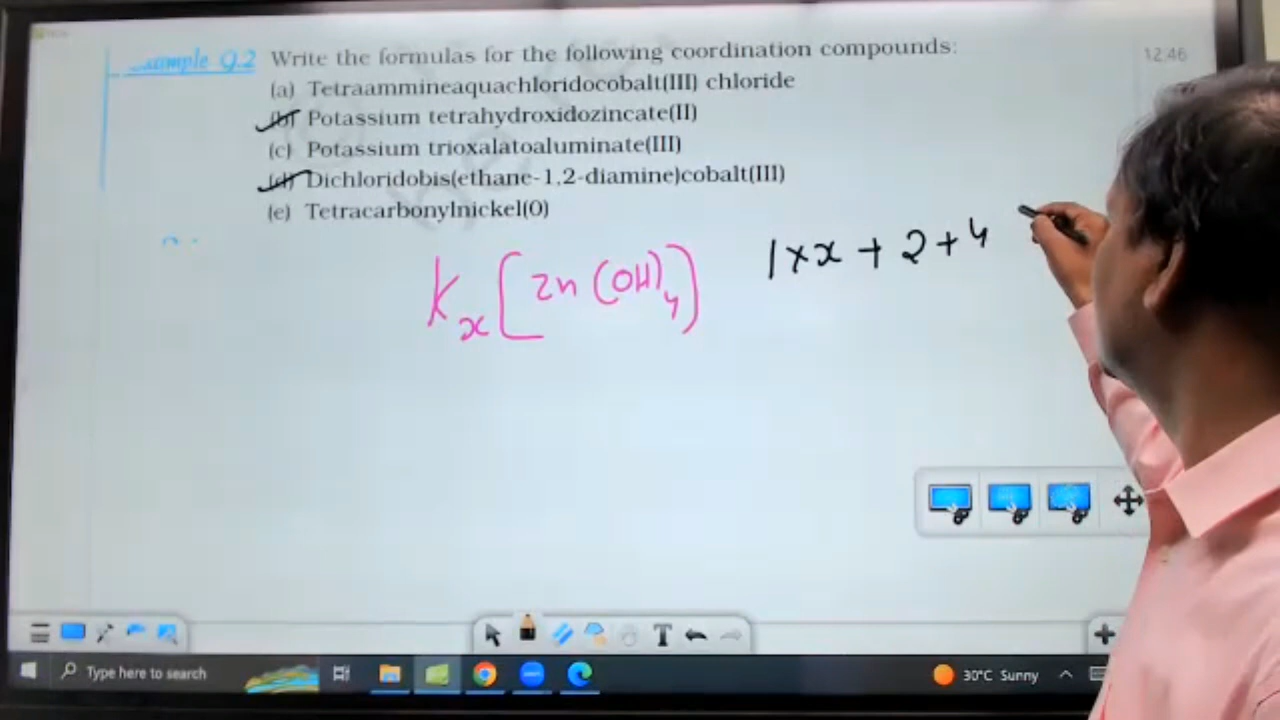 Example 9.2 Write the formulas for the following coordination compounds:
12:46
(a) Tetraammineaquachloridocobalt(III) chloride
(b) Potassium tetrahydroxidozincate(II)
(c) Potassium trioxalatoaluminate(III)
(d) Dichloridobis(ethane-1,2-diamine)cobalt(III)
(e) Tetracarbonylnickel(0)
Kx[Zn(OH)4]
1×x + 2 + 4
T
Type here to search
30°C Sunny